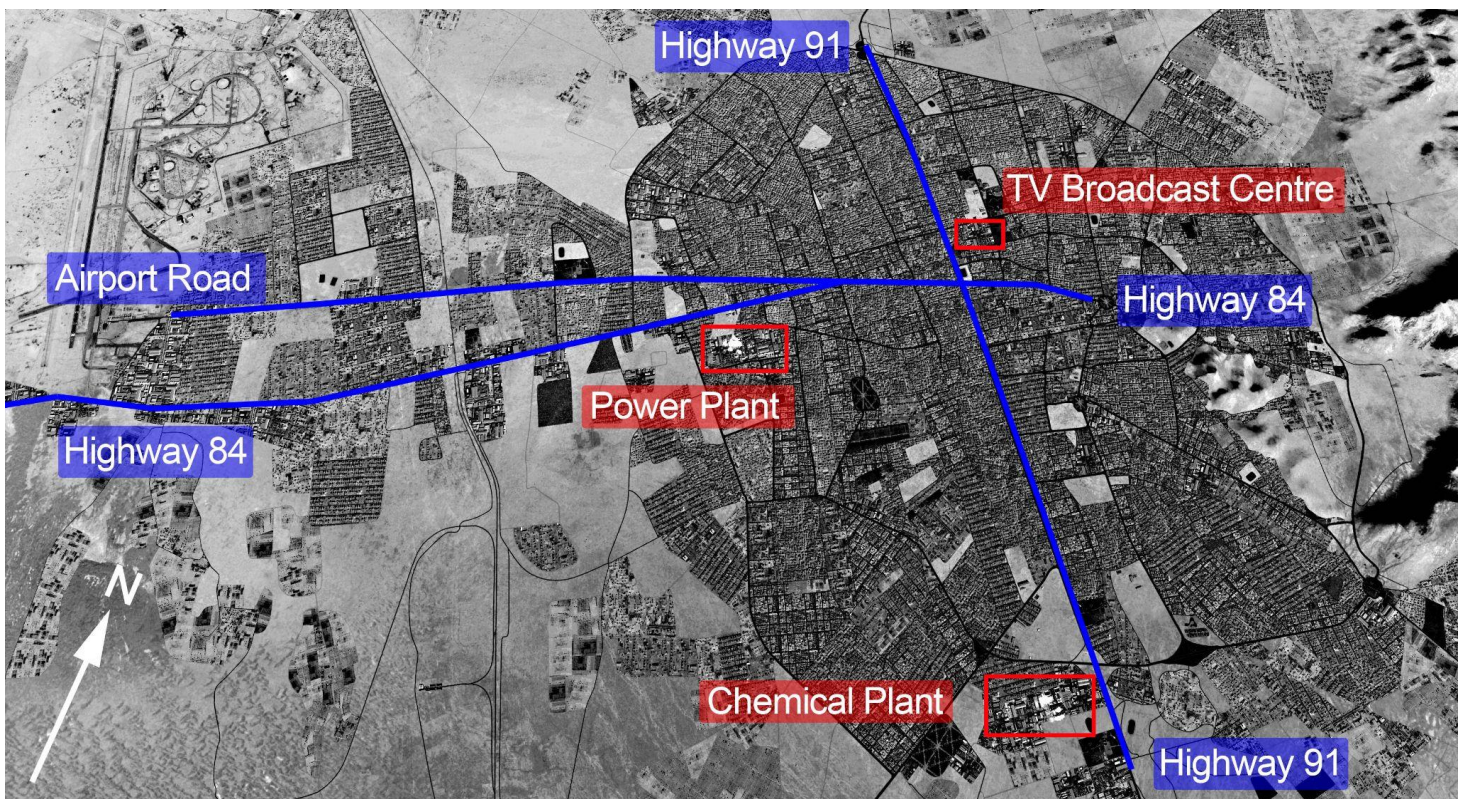 Highway 91
TV Broadcast Centre
Airport Road
Highway 84
Power Plant
Highway 84
N
Chemical Plant
Highway 91